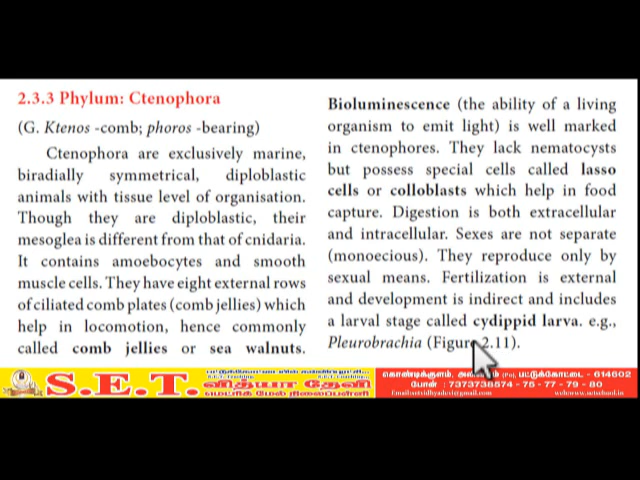 2.3.3 Phylum: Ctenophora
(G. Ktenos -comb; phoros -bearing)
Ctenophora are exclusively marine,
biradially symmetrical, diploblastic
animals with tissue level of organisation.
Though they are diploblastic, their
mesoglea is different from that of cnidaria.
It contains amoebocytes and smooth
muscle cells. They have eight external rows
of ciliated comb plates (comb jellies) which
help in locomotion, hence commonly
called comb jellies or sea walnuts.
Bioluminescence (the ability of a living
organism to emit light) is well marked
in ctenophores. They lack nematocysts
but possess special cells called lasso
cells or colloblasts which help in food
capture. Digestion is both extracellular
and intracellular. Sexes are not separate
(monoecious). They reproduce only by
sexual means. Fertilization is external
and development is indirect and includes
a larval stage called cydippid larva. e.g.,
Pleurobrachia (Figure 2.11).
S.E.T.
வித்யா தேவி
மெட்ரிக் மேல் நிலைப்பள்ளி
கொண்டிக்குளம், பட்டுக்கோட்டை - 614602
போன் : 7373738574 - 75 - 77 - 79 - 80